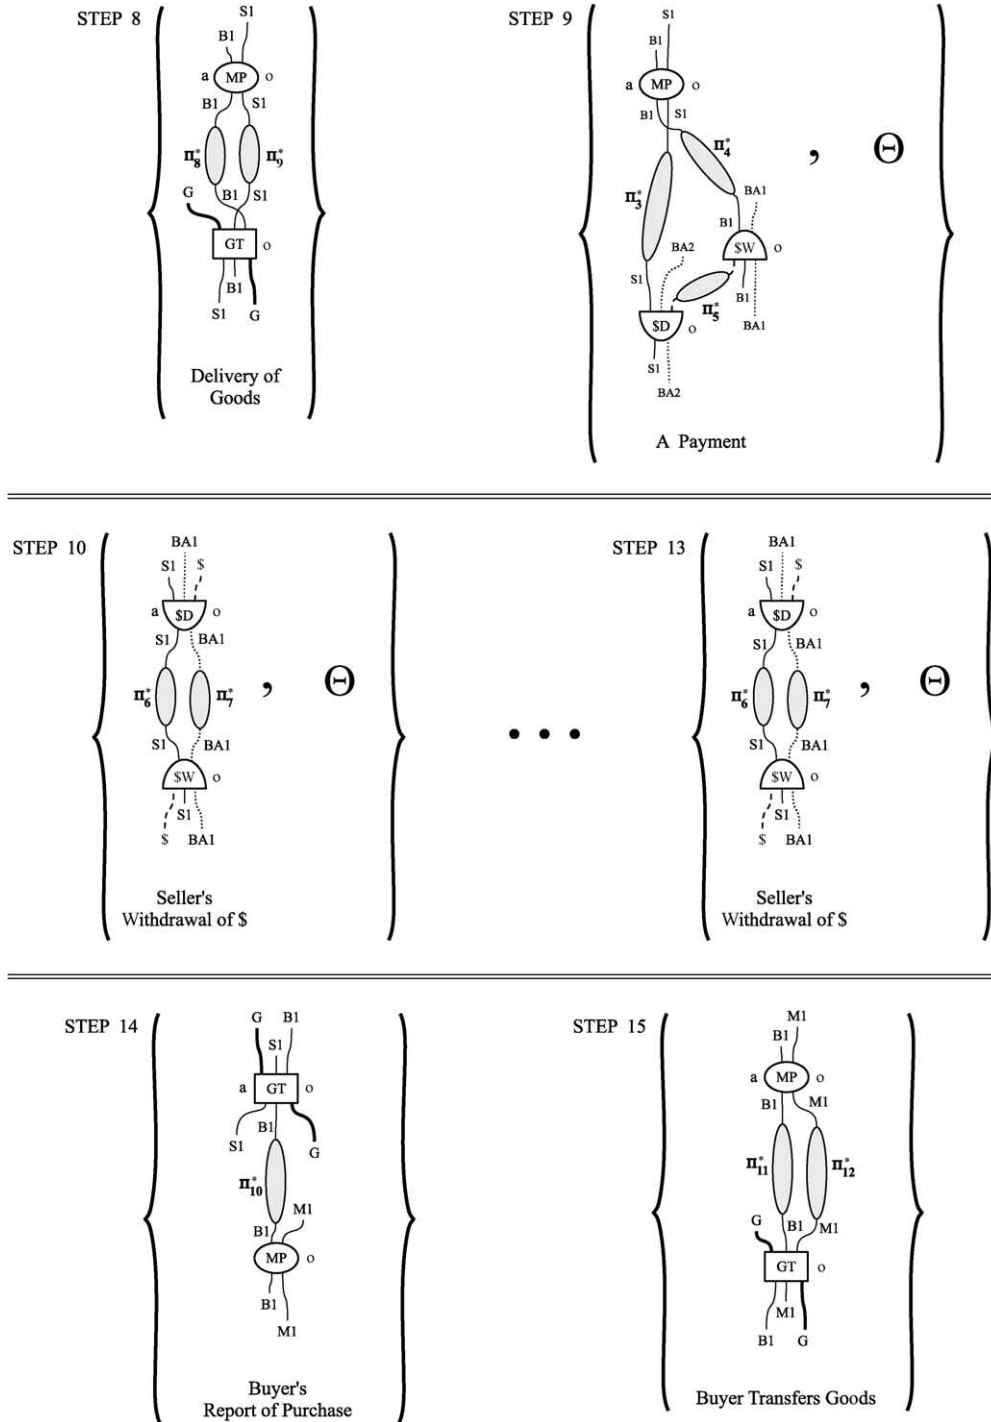 STEP 8
S1
B1
a MP o
B1 S1
Π*8 Π*9
G
B1 S1
GT o
B1
S1 G
Delivery of
Goods
STEP 9
S1
B1
a MP o
B1 S1
Π*4
, Θ
Π*3
BA1
B1
$W o
BA2
S1
Π*5
B1
BA1
$D o
S1
BA2
A Payment
STEP 10
BA1
S1 $
a $D o
S1 BA1
Π*6 Π*7 , Θ
S1 BA1
$W o
S1
$ BA1
Seller's
Withdrawal of $
• • •
STEP 13
BA1
S1 $
a $D o
S1 BA1
Π*6 Π*7 , Θ
S1 BA1
$W o
S1
$ BA1
Seller's
Withdrawal of $
STEP 14
G B1
S1
a GT o
B1
S1 G
Π*10
M1
B1
MP o
B1
M1
Buyer's
Report of Purchase
STEP 15
M1
B1
a MP o
B1 M1
Π*11 Π*12
G
B1 M1
GT o
M1
B1 G
Buyer Transfers Goods